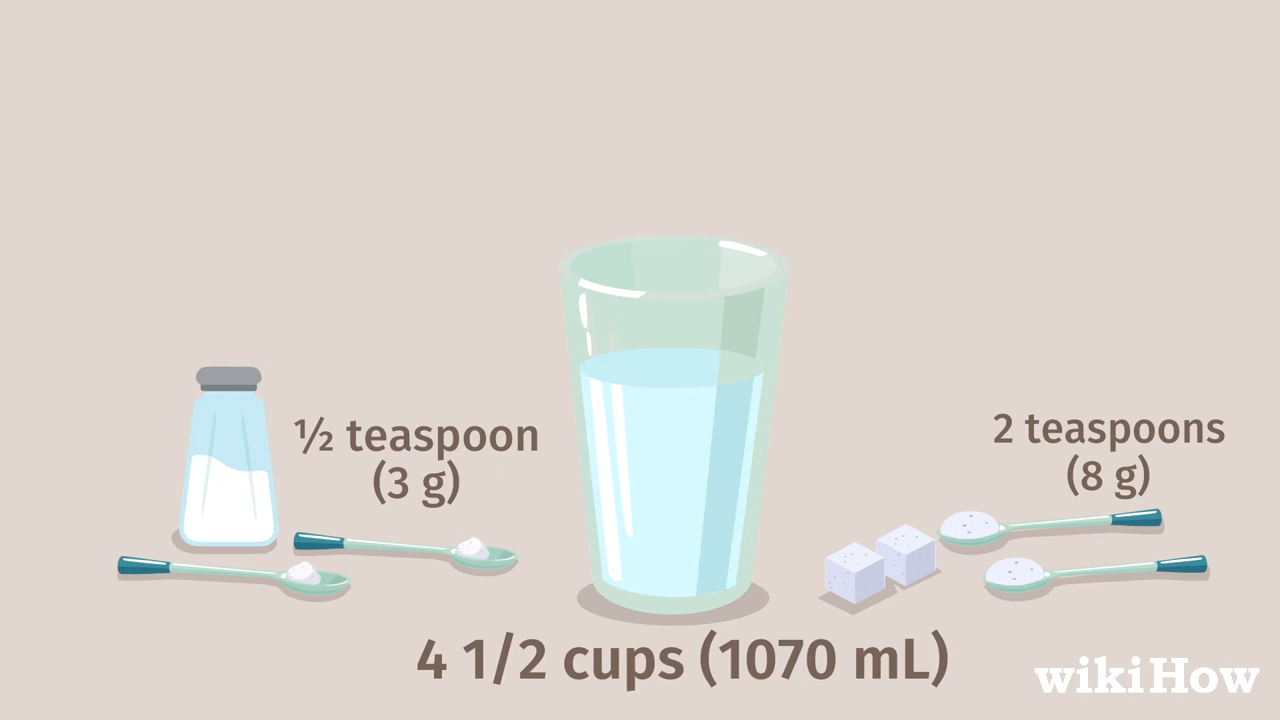 ½ teaspoon
(3 g)
2 teaspoons
(8 g)
4 1/2 cups (1070 mL)
wikiHow